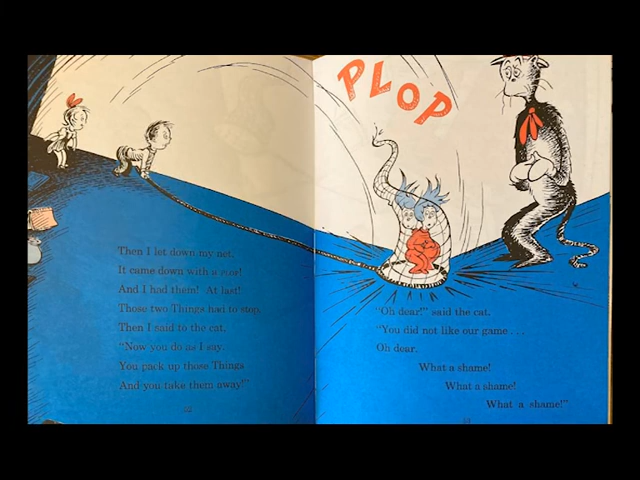 Then I let down my net.
It came down with a PLOP!
And I had them! At last!
Those two Things had to stop.
Then I said to the cat,
"Now you do as I say.
You pack up those Things
And you take them away!"
52
PLOP
"Oh dear!" said the cat.
"You did not like our game . . .
Oh dear.
What a shame!
What a shame!
What a shame!"